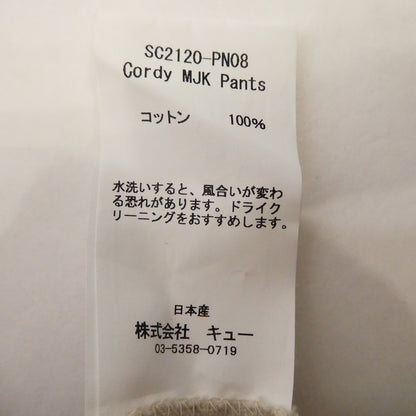 SC2120-PN08
Cordy MJK Pants
コットン 100%
水洗いすると、風合いが変わ
る恐れがあります。ドライク
リーニングをおすすめします。
日本産
株式会社 キュー
03-5358-0719